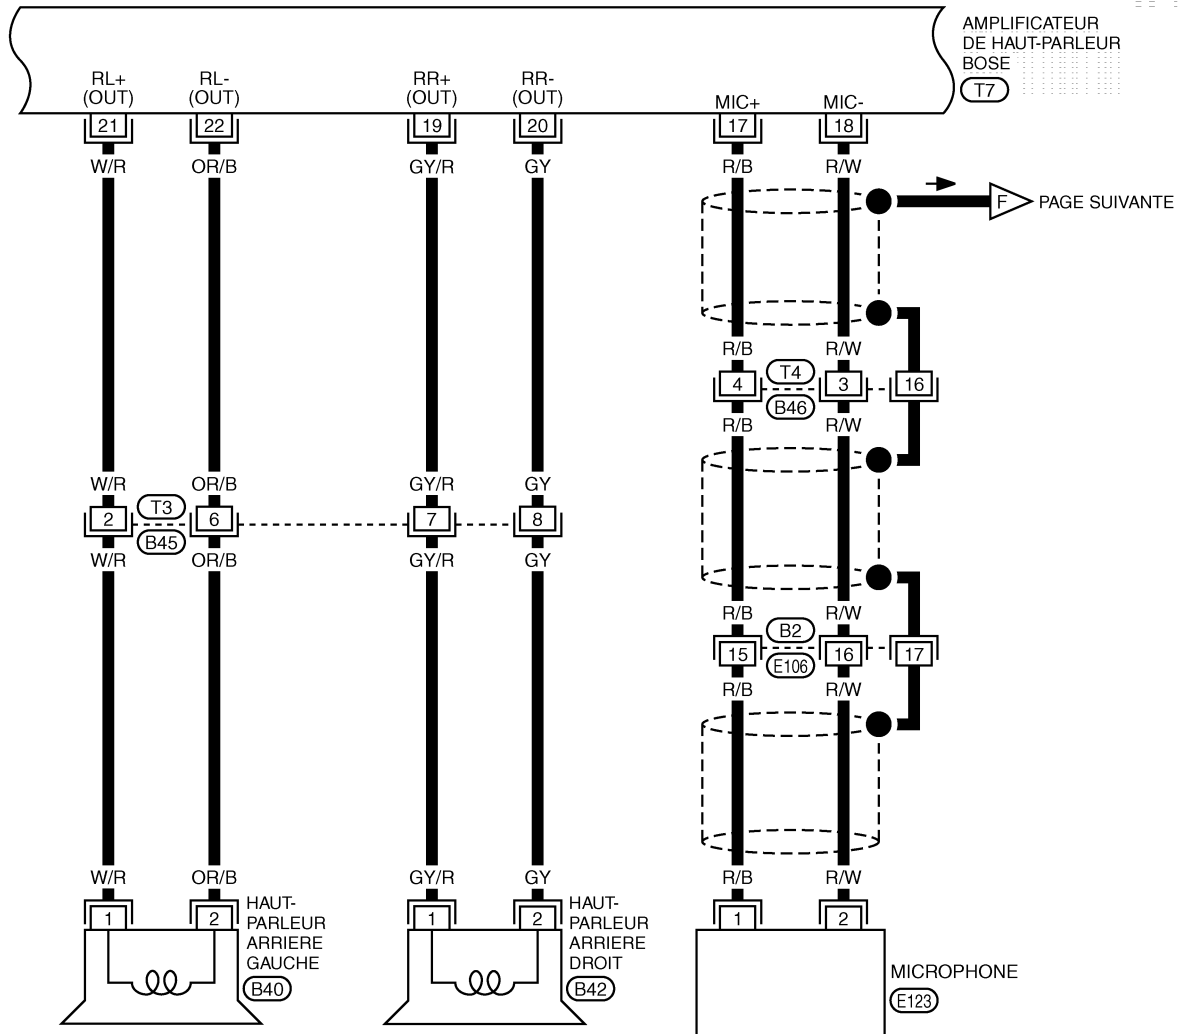 AMPLIFICATEUR
DE HAUT-PARLEUR
BOSE
T7
RL+ RL- RR+ RR-
(OUT) (OUT) (OUT) (OUT) MIC+ MIC-
21 22 19 20 17 18
W/R OR/B GY/R GY R/B R/W
F PAGE SUIVANTE
R/B R/W
4 T4 3 16
B46
R/B R/W
W/R OR/B GY/R GY
2 T3 6 7 8
B45
W/R OR/B GY/R GY
R/B R/W
15 B2 16 17
E106
R/B R/W
W/R OR/B GY/R GY R/B R/W
1 2 1 2 1 2
HAUT-
PARLEUR
ARRIERE
GAUCHE
B40
HAUT-
PARLEUR
ARRIERE
DROIT
B42
MICROPHONE
E123